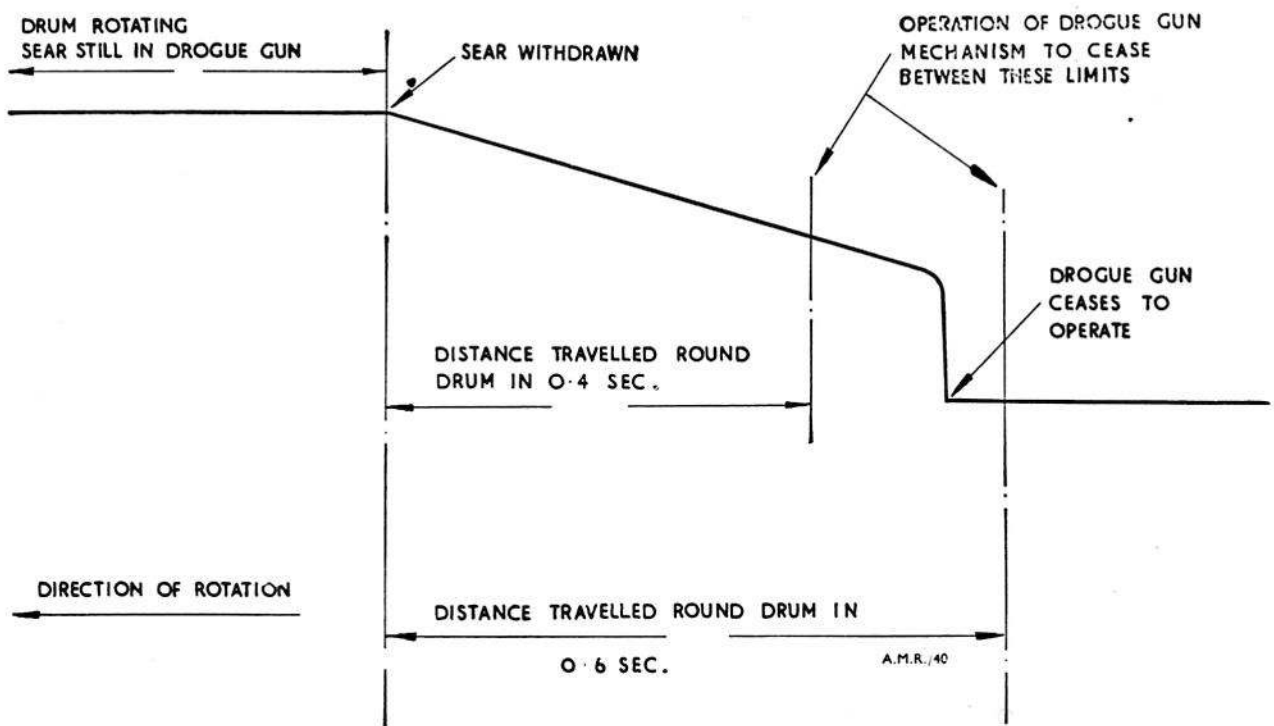 DRUM ROTATING
SEAR STILL IN DROGUE GUN
SEAR WITHDRAWN
OPERATION OF DROGUE GUN
MECHANISM TO CEASE
BETWEEN THESE LIMITS
DROGUE GUN
CEASES TO
OPERATE
DISTANCE TRAVELLED ROUND
DRUM IN 0·4 SEC.
DIRECTION OF ROTATION
DISTANCE TRAVELLED ROUND DRUM IN
0·6 SEC.
A.M.R./40